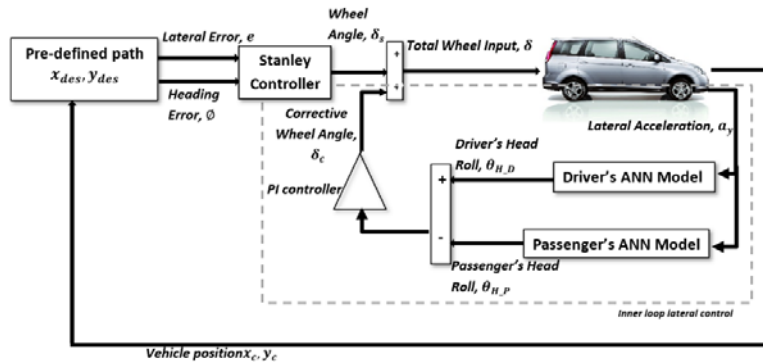 Pre-defined path
x_des, y_des
Lateral Error, e
Heading
Error, ∅
Stanley
Controller
Wheel
Angle, δ_s
+
+
Total Wheel Input, δ
Corrective
Wheel Angle,
δ_c
PI controller
Lateral Acceleration, a_y
Driver's Head
Roll, θ_H_D
Driver's ANN Model
+
-
Passenger's ANN Model
Passenger's Head
Roll, θ_H_P
Inner loop lateral control
Vehicle positionx_c, y_c